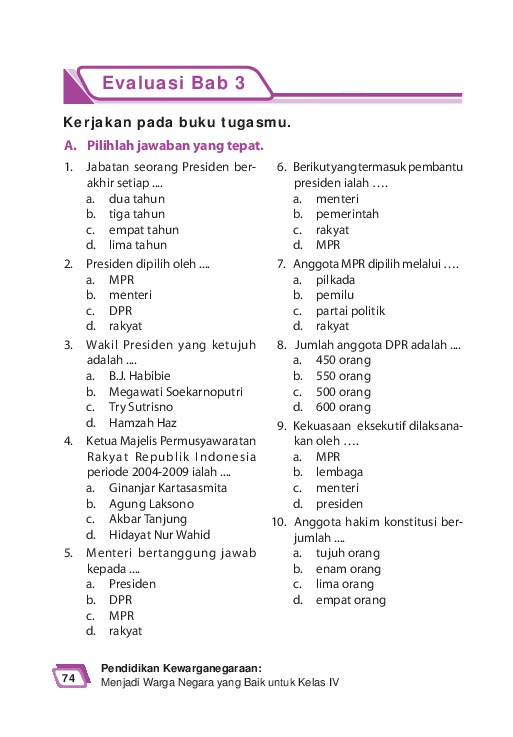 Evaluasi Bab 3
Kerjakan pada buku tugasmu.
A. Pilihlah jawaban yang tepat.
1. Jabatan seorang Presiden ber-
akhir setiap ....
a. dua tahun
b. tiga tahun
c. empat tahun
d. lima tahun
2. Presiden dipilih oleh ....
a. MPR
b. menteri
c. DPR
d. rakyat
3. Wakil Presiden yang ketujuh
adalah ....
a. B.J. Habibie
b. Megawati Soekarnoputri
c. Try Sutrisno
d. Hamzah Haz
4. Ketua Majelis Permusyawaratan
Rakyat Republik Indonesia
periode 2004-2009 ialah ....
a. Ginanjar Kartasasmita
b. Agung Laksono
c. Akbar Tanjung
d. Hidayat Nur Wahid
5. Menteri bertanggung jawab
kepada ....
a. Presiden
b. DPR
c. MPR
d. rakyat
6. Berikut yang termasuk pembantu
presiden ialah ....
a. menteri
b. pemerintah
c. rakyat
d. MPR
7. Anggota MPR dipilih melalui ....
a. pilkada
b. pemilu
c. partai politik
d. rakyat
8. Jumlah anggota DPR adalah ....
a. 450 orang
b. 550 orang
c. 500 orang
d. 600 orang
9. Kekuasaan eksekutif dilaksana-
kan oleh ....
a. MPR
b. lembaga
c. menteri
d. presiden
10. Anggota hakim konstitusi ber-
jumlah ....
a. tujuh orang
b. enam orang
c. lima orang
d. empat orang
74
Pendidikan Kewarganegaraan:
Menjadi Warga Negara yang Baik untuk Kelas IV